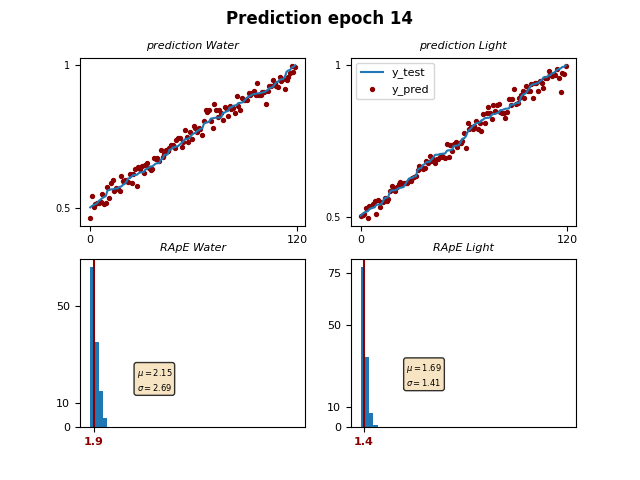 Prediction epoch 14
prediction Water
1
0.5
0
120
prediction Light
y_test
y_pred
1
0.5
0
120
RApE Water
50
10
0
μ = 2.15
σ = 2.69
1.9
RApE Light
75
50
10
0
μ = 1.69
σ = 1.41
1.4